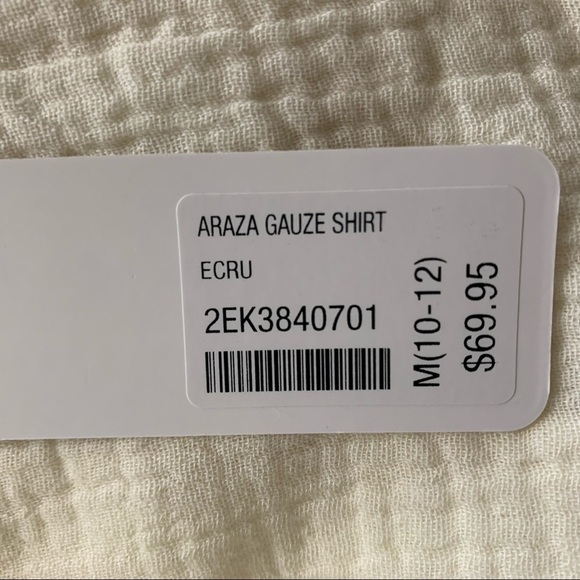 ARAZA GAUZE SHIRT
ECRU
2EK3840701
M(10-12)
$69.95